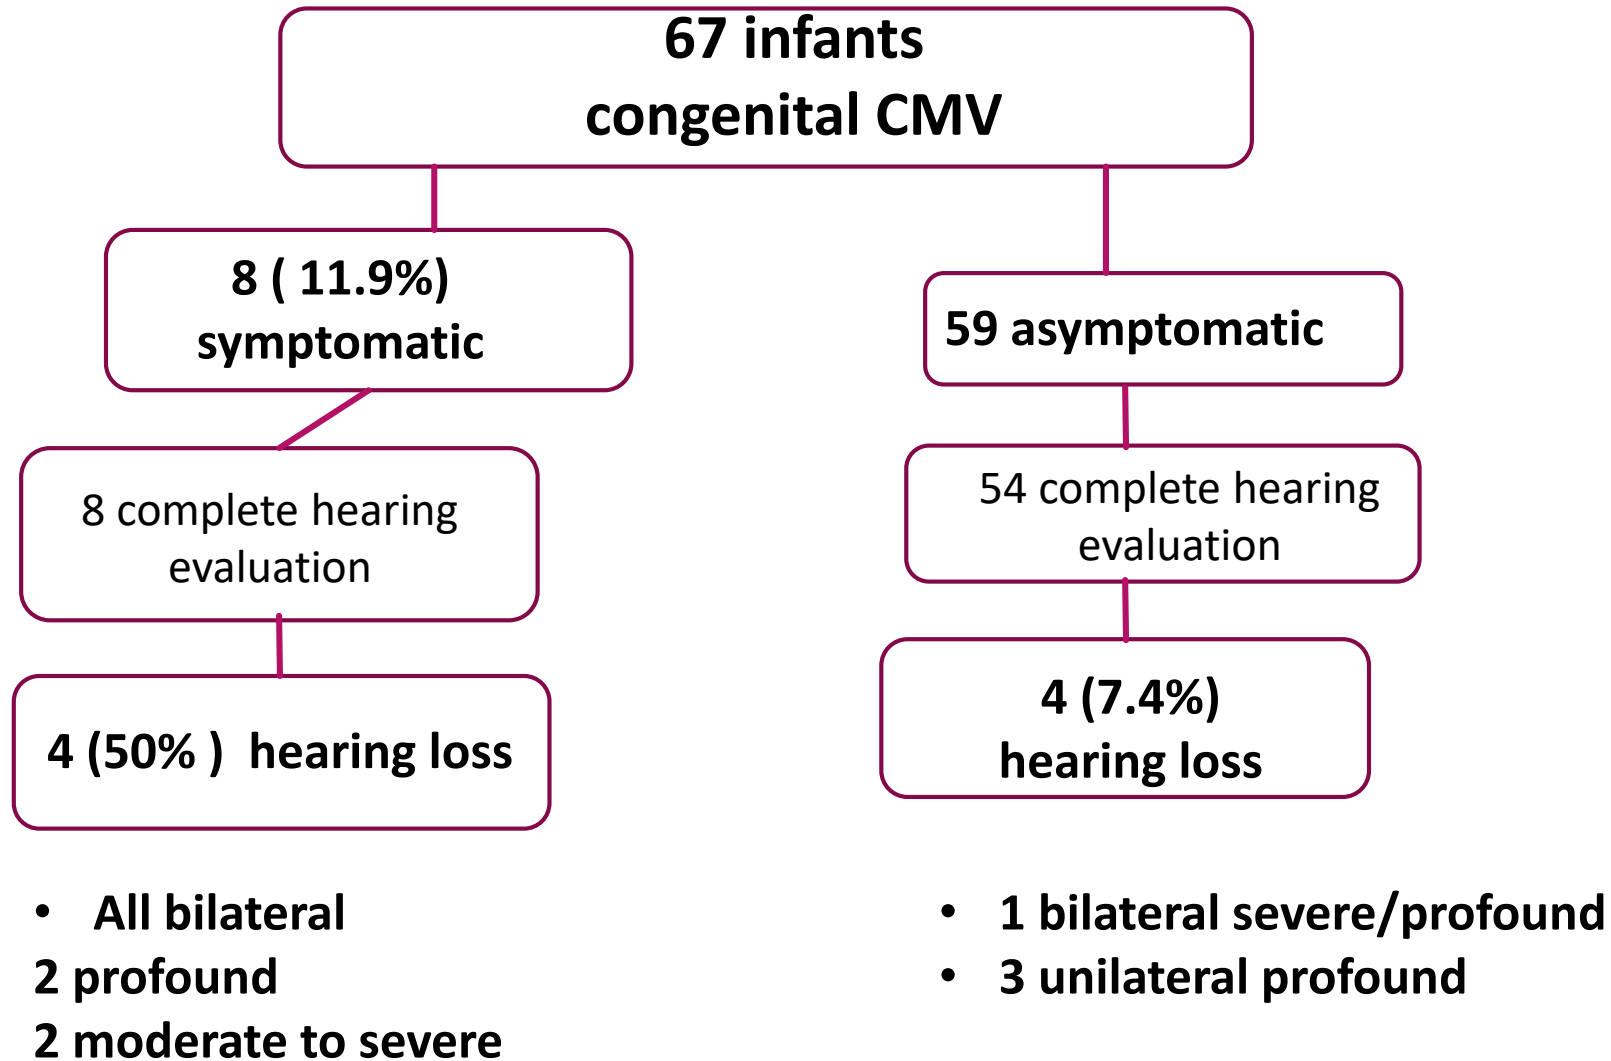 67 infants
congenital CMV
8 ( 11.9%)
symptomatic
59 asymptomatic
8 complete hearing
evaluation
54 complete hearing
evaluation
4 (50% )  hearing loss
4 (7.4%)
hearing loss
• All bilateral
2 profound
2 moderate to severe
• 1 bilateral severe/profound
• 3 unilateral profound